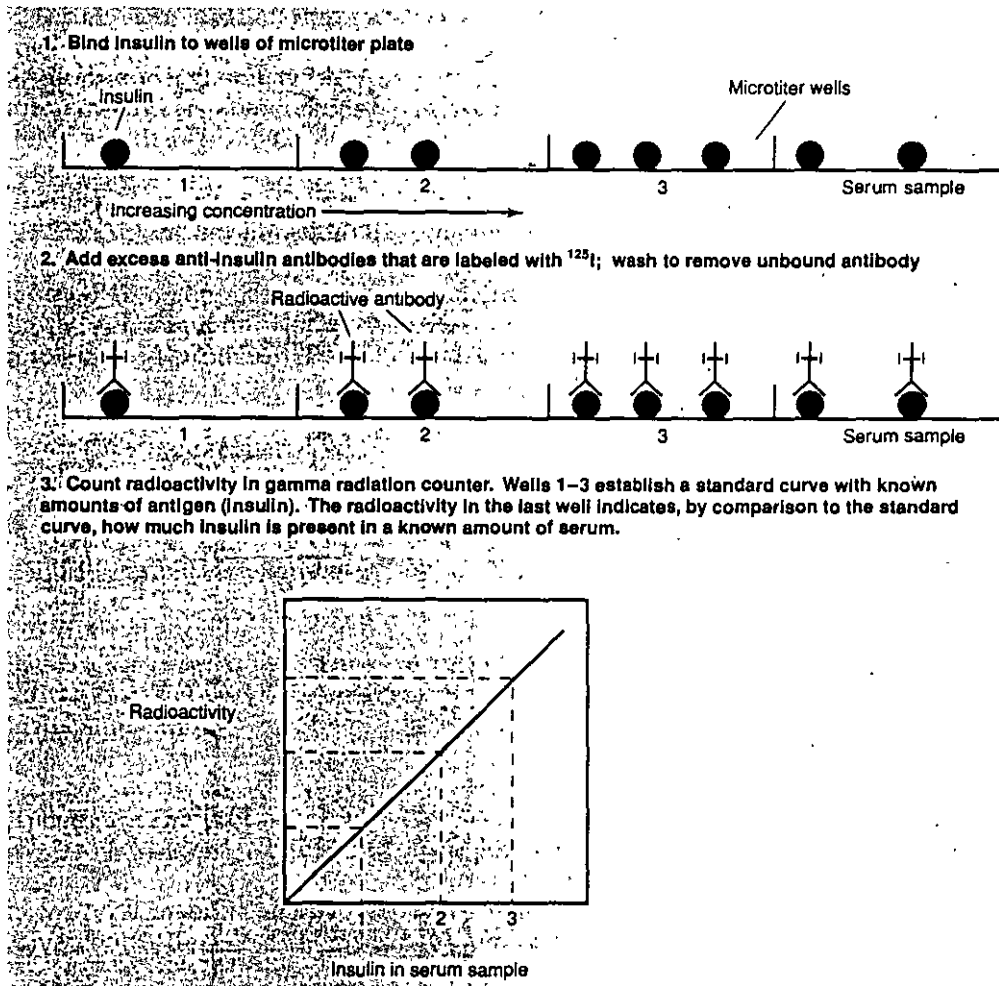 1. Bind insulin to wells of microtiter plate
Insulin
Microtiter wells
1 2 3 Serum sample
Increasing concentration
2. Add excess anti-insulin antibodies that are labeled with ¹²⁵I; wash to remove unbound antibody
Radioactive antibody
1 2 3 Serum sample
3. Count radioactivity in gamma radiation counter. Wells 1–3 establish a standard curve with known
amounts of antigen (insulin). The radioactivity in the last well indicates, by comparison to the standard
curve, how much insulin is present in a known amount of serum.
Radioactivity
1 2 3
Insulin in serum sample